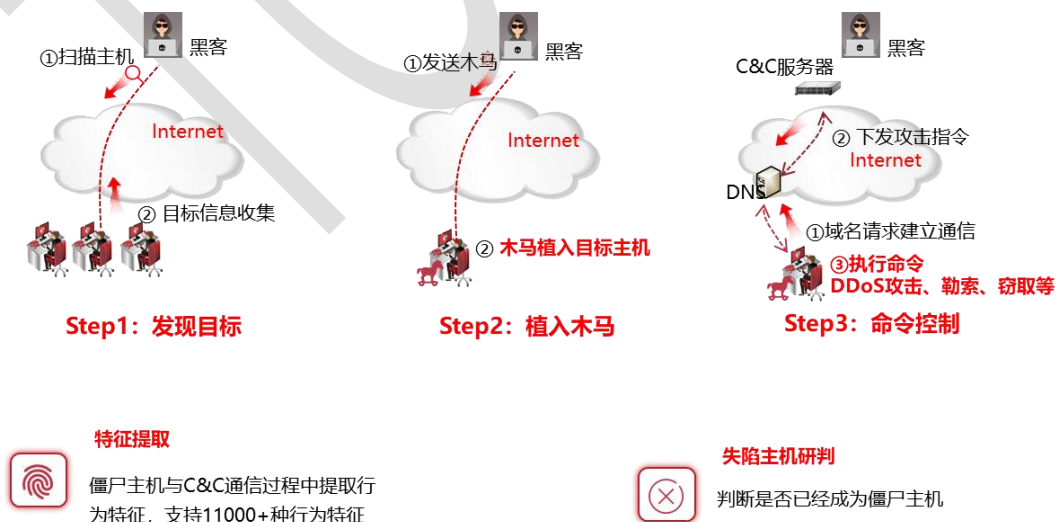 黑客
①扫描主机
Internet
② 目标信息收集
Step1：发现目标
黑客
①发送木马
Internet
② 木马植入目标主机
Step2：植入木马
黑客
C&C服务器
② 下发攻击指令
Internet
DNS
①域名请求建立通信
③执行命令
DDoS攻击、勒索、窃取等
Step3：命令控制
特征提取
僵尸主机与C&C通信过程中提取行
为特征，支持11000+种行为特征
失陷主机研判
判断是否已经成为僵尸主机